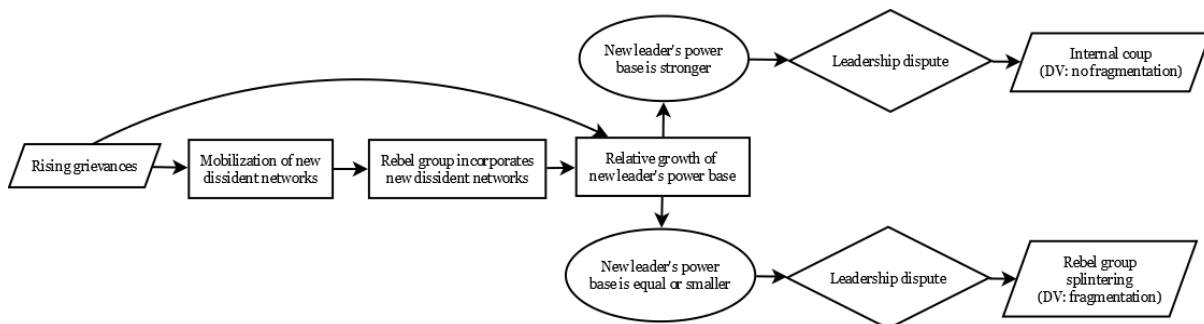 New leader's power
base is stronger
Leadership dispute
Internal coup
(DV: no fragmentation)
Rising grievances
Mobilization of new
dissident networks
Rebel group incorporates
new dissident networks
Relative growth of
new leader's power base
New leader's power
base is equal or smaller
Leadership dispute
Rebel group
splintering
(DV: fragmentation)